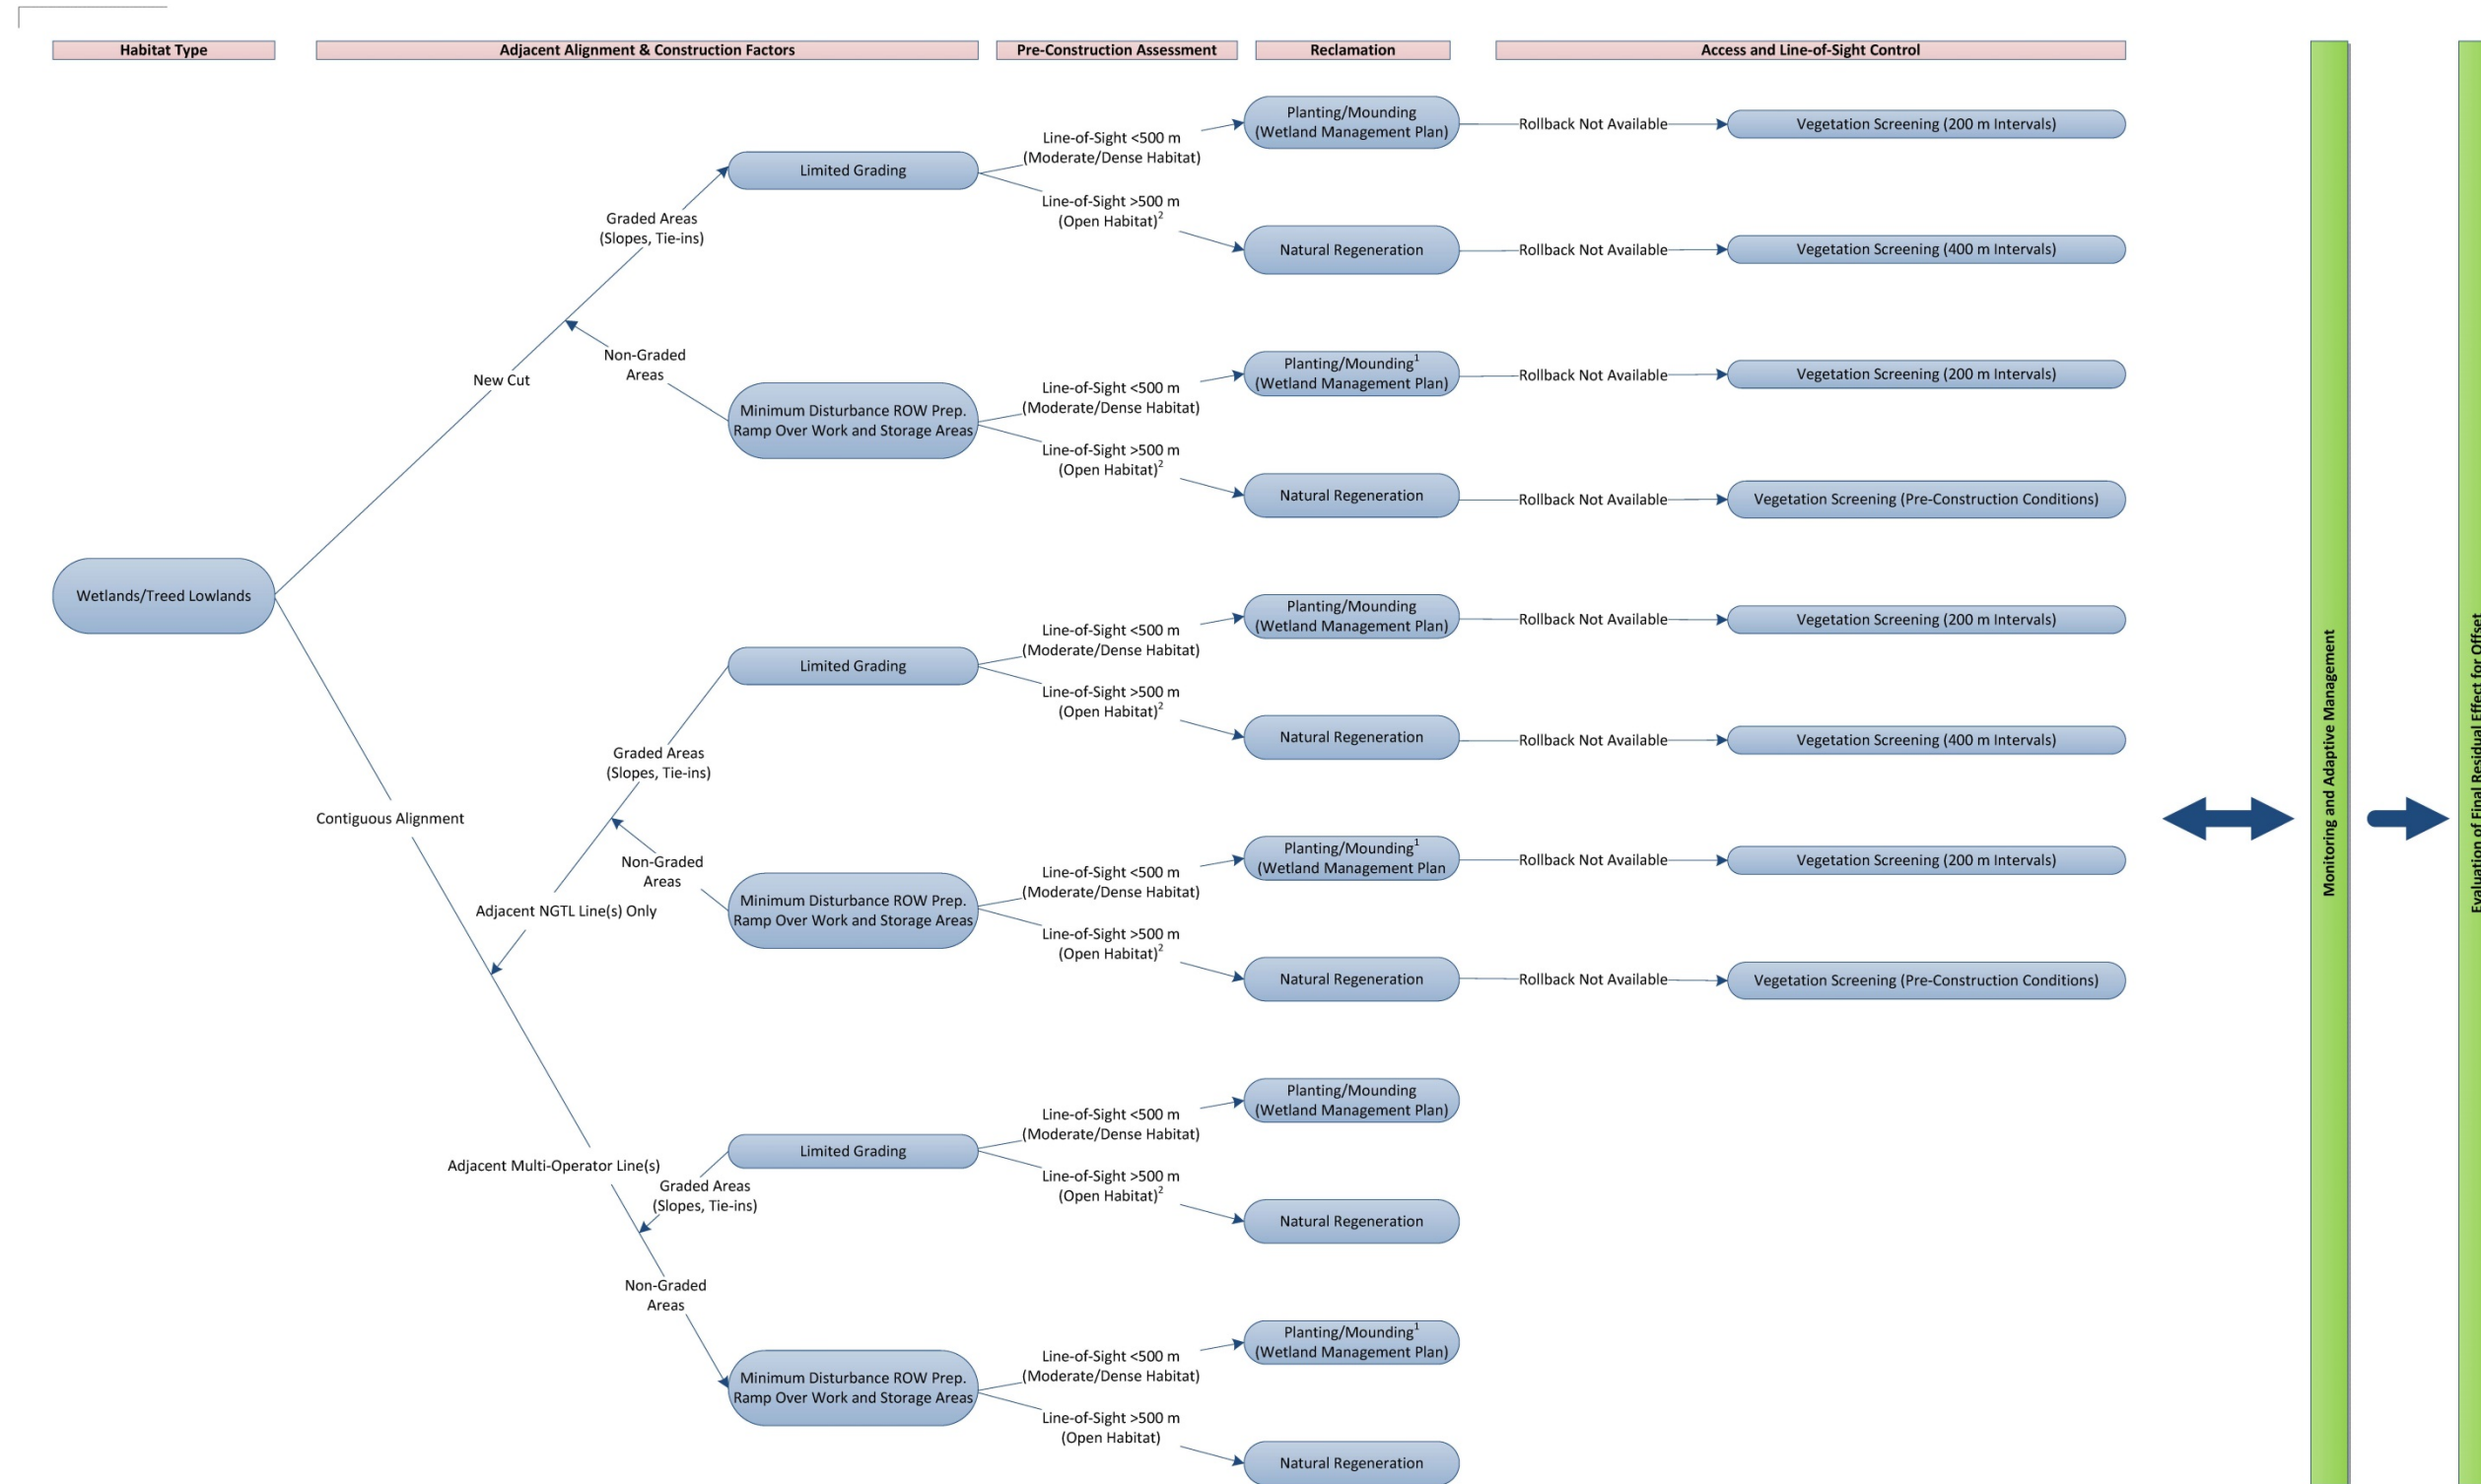 Habitat Type
Adjacent Alignment & Construction Factors
Pre-Construction Assessment
Reclamation
Access and Line-of-Sight Control
Planting/Mounding
(Wetland Management Plan)
Line-of-Sight <500 m
(Moderate/Dense Habitat)
Rollback Not Available
Vegetation Screening (200 m Intervals)
Limited Grading
Graded Areas
(Slopes, Tie-ins)
Line-of-Sight >500 m
(Open Habitat)2
Natural Regeneration
Rollback Not Available
Vegetation Screening (400 m Intervals)
New Cut
Non-Graded
Areas
Minimum Disturbance ROW Prep.
Ramp Over Work and Storage Areas
Line-of-Sight <500 m
(Moderate/Dense Habitat)
Planting/Mounding1
(Wetland Management Plan)
Rollback Not Available
Vegetation Screening (200 m Intervals)
Line-of-Sight >500 m
(Open Habitat)2
Natural Regeneration
Rollback Not Available
Vegetation Screening (Pre-Construction Conditions)
Wetlands/Treed Lowlands
Limited Grading
Line-of-Sight <500 m
(Moderate/Dense Habitat)
Planting/Mounding
(Wetland Management Plan)
Rollback Not Available
Vegetation Screening (200 m Intervals)
Line-of-Sight >500 m
(Open Habitat)2
Natural Regeneration
Rollback Not Available
Vegetation Screening (400 m Intervals)
Graded Areas
(Slopes, Tie-ins)
Contiguous Alignment
Non-Graded
Areas
Adjacent NGTL Line(s) Only
Minimum Disturbance ROW Prep.
Ramp Over Work and Storage Areas
Line-of-Sight <500 m
(Moderate/Dense Habitat)
Planting/Mounding1
(Wetland Management Plan
Rollback Not Available
Vegetation Screening (200 m Intervals)
Line-of-Sight >500 m
(Open Habitat)2
Natural Regeneration
Rollback Not Available
Vegetation Screening (Pre-Construction Conditions)
Adjacent Multi-Operator Line(s)
Graded Areas
(Slopes, Tie-ins)
Limited Grading
Line-of-Sight <500 m
(Moderate/Dense Habitat)
Planting/Mounding
(Wetland Management Plan)
Line-of-Sight >500 m
(Open Habitat)2
Natural Regeneration
Non-Graded
Areas
Minimum Disturbance ROW Prep.
Ramp Over Work and Storage Areas
Line-of-Sight <500 m
(Moderate/Dense Habitat)
Planting/Mounding1
(Wetland Management Plan)
Line-of-Sight >500 m
(Open Habitat)
Natural Regeneration
Monitoring and Adaptive Management
Evaluation of Final Residual Effect for Offset